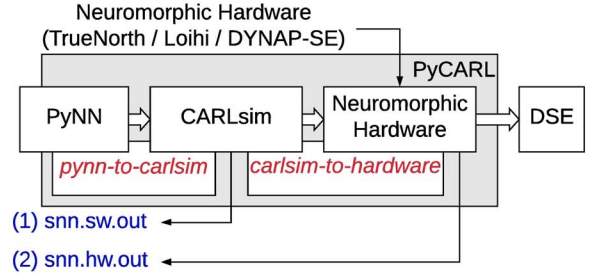 Neuromorphic Hardware
(TrueNorth / Loihi / DYNAP-SE)
PyCARL
PyNN
CARLsim
Neuromorphic
Hardware
DSE
pynn-to-carlsim
carlsim-to-hardware
(1) snn.sw.out
(2) snn.hw.out